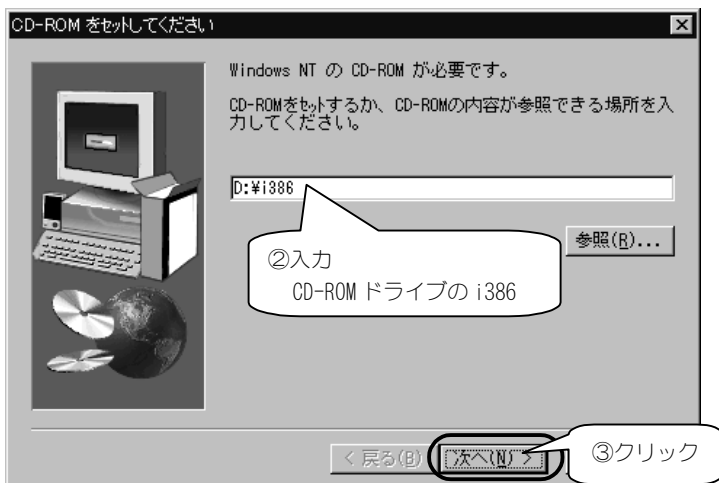 CD-ROM をセットしてください
Windows NT の CD-ROM が必要です。
CD-ROMをセットするか、CD-ROMの内容が参照できる場所を入
力してください。
D:¥i386
参照(R)...
②入力
CD-ROM ドライブの i386
< 戻る(B)
次へ(N) >
③クリック